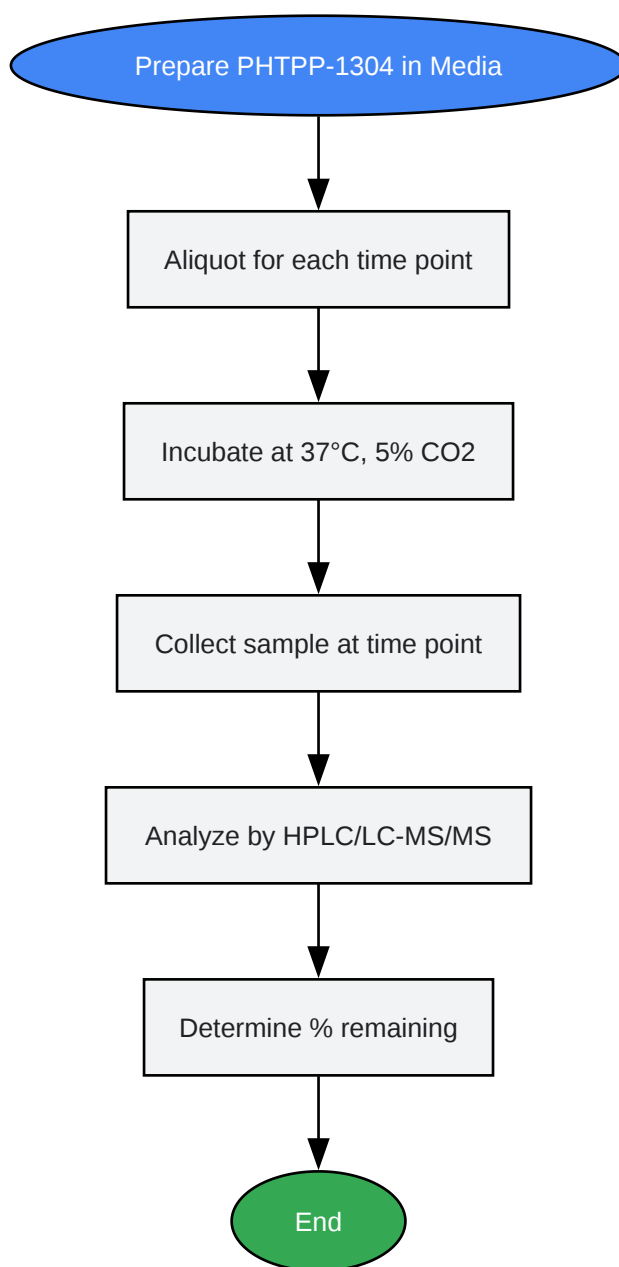 Prepare PHTPP-1304 in Media
Aliquot for each time point
Incubate at 37°C, 5% CO2
Collect sample at time point
Analyze by HPLC/LC-MS/MS
Determine % remaining
End